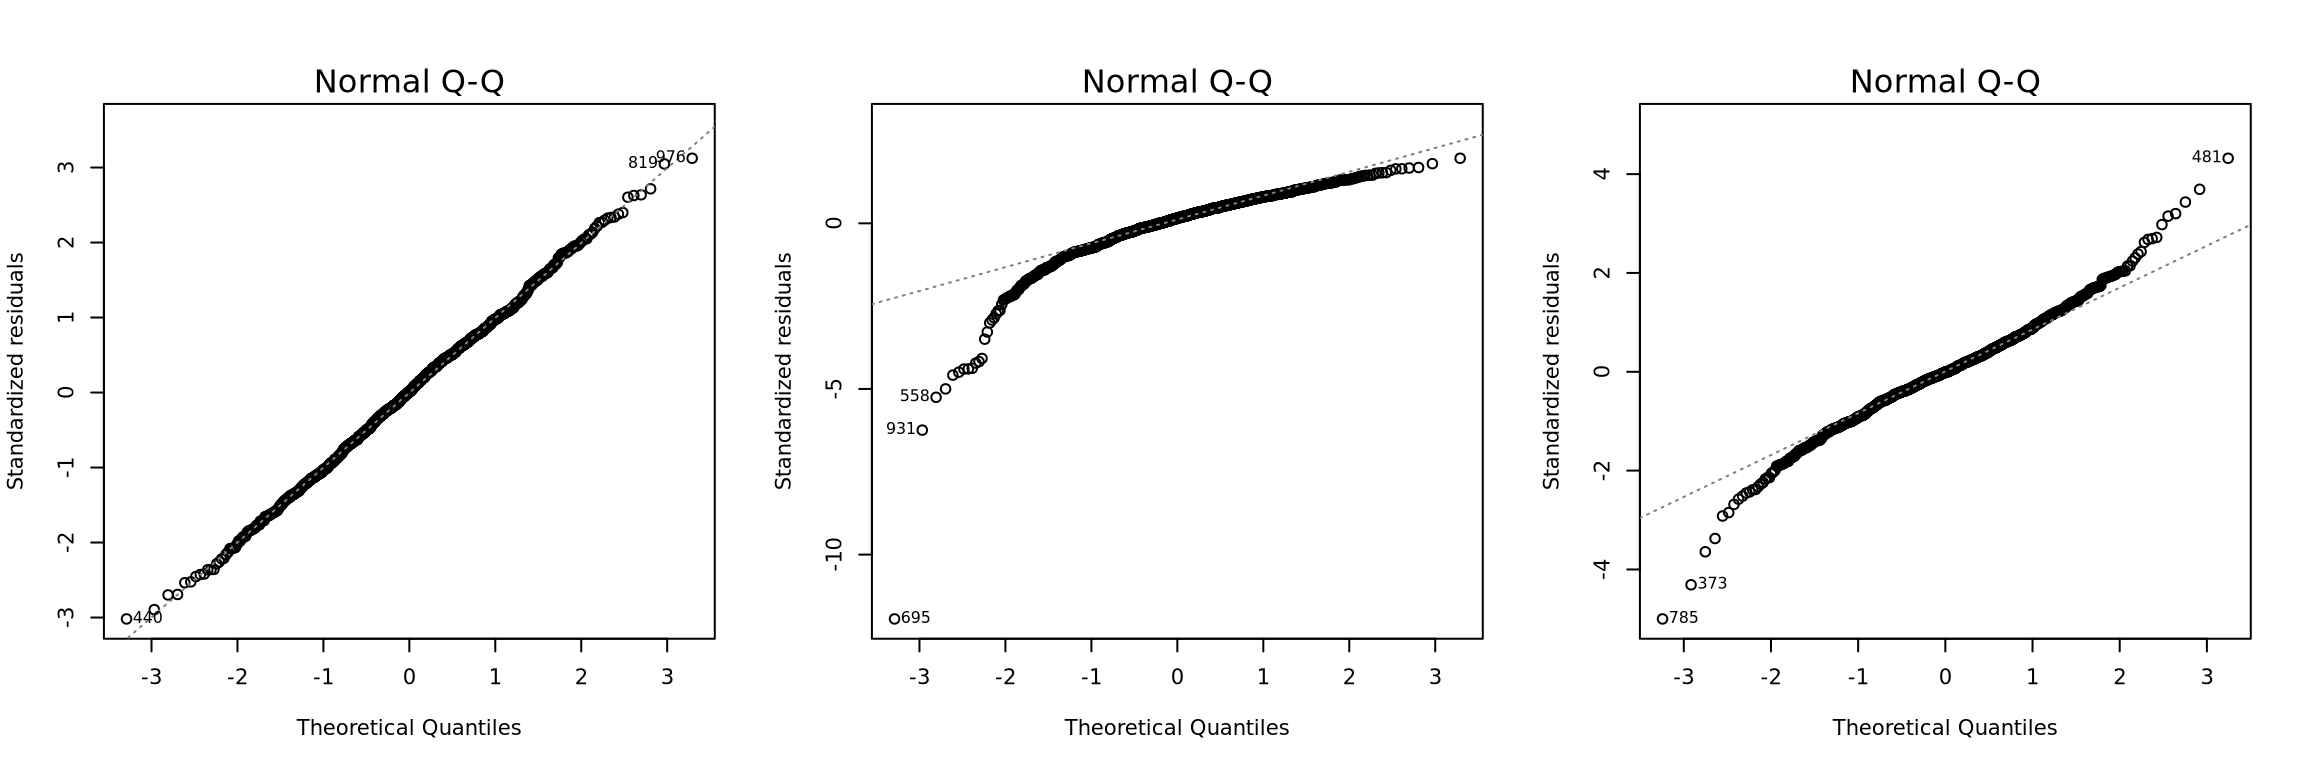 Normal Q-Q
Standardized residuals
3
2
1
0
-1
-2
-3
819
976
440
-3 -2 -1 0 1 2 3
Theoretical Quantiles
Normal Q-Q
Standardized residuals
0
-5
-10
558
931
695
-3 -2 -1 0 1 2 3
Theoretical Quantiles
Normal Q-Q
Standardized residuals
4
2
0
-2
-4
481
373
785
-3 -2 -1 0 1 2 3
Theoretical Quantiles